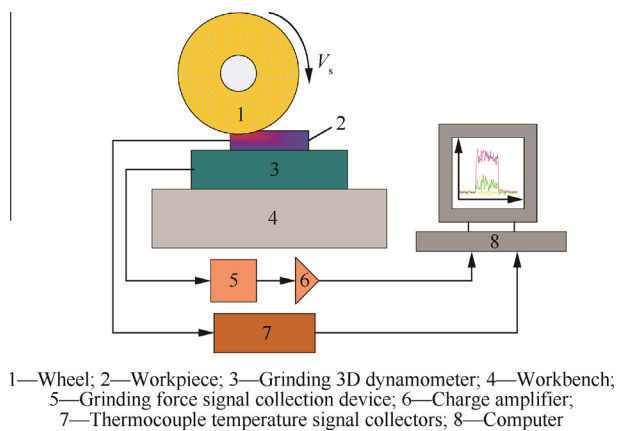 V_s
1
2
3
4
5
6
7
8
1—Wheel; 2—Workpiece; 3—Grinding 3D dynamometer; 4—Workbench;
5—Grinding force signal collection device; 6—Charge amplifier;
7—Thermocouple temperature signal collectors; 8—Computer